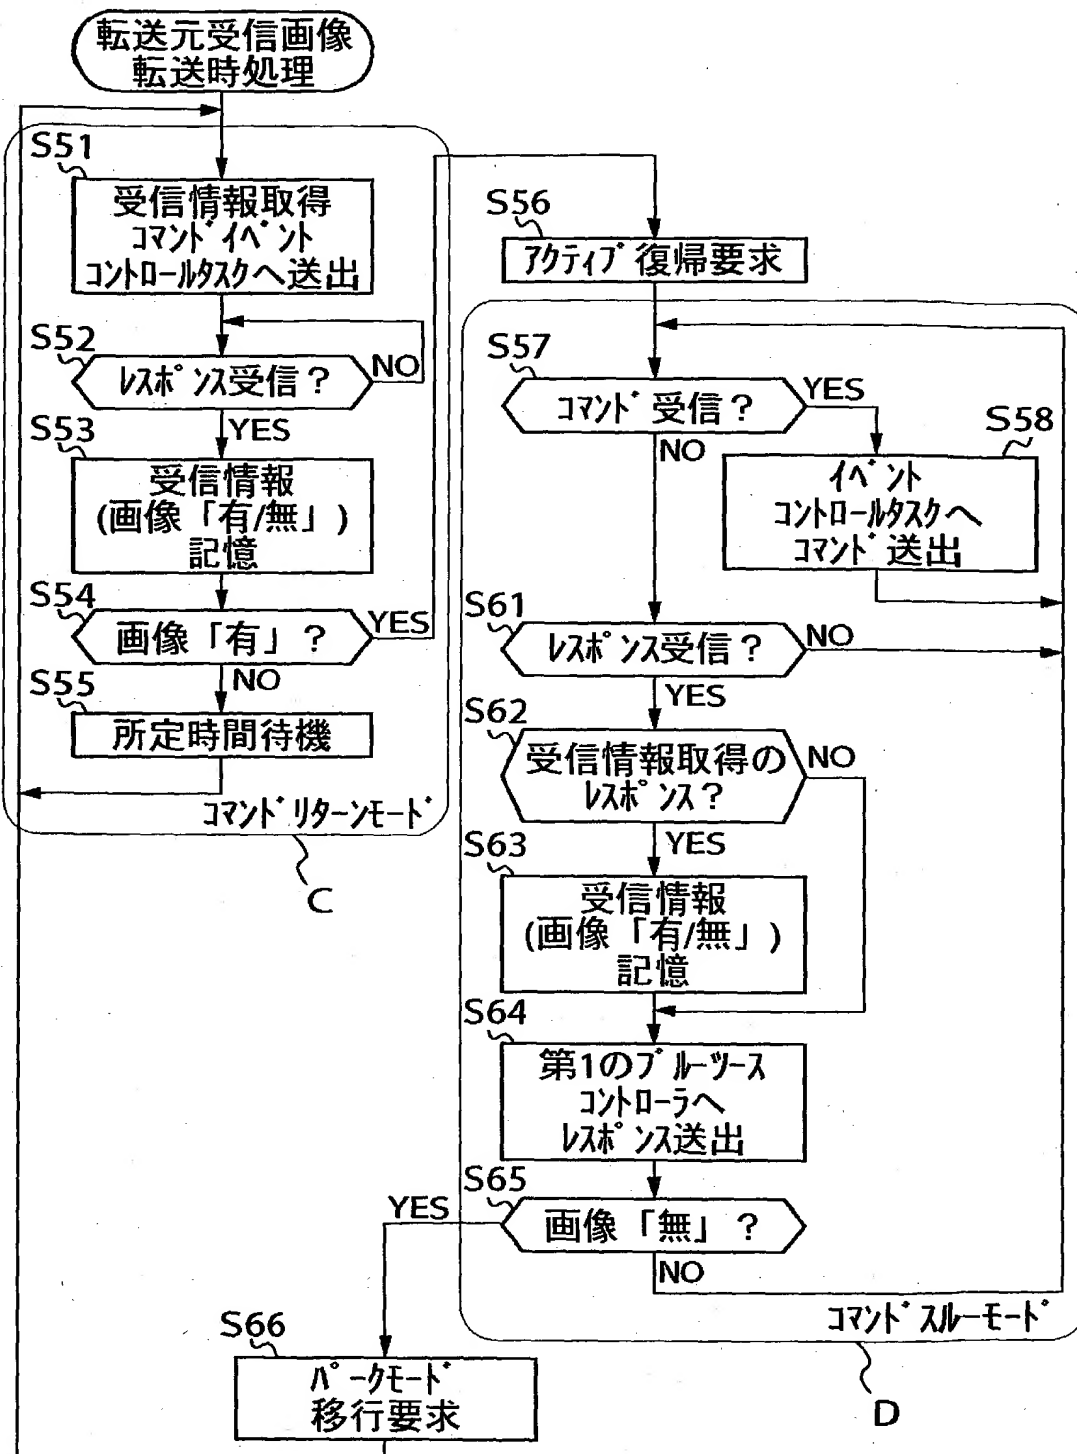 転送元受信画像
転送時処理
S51
受信情報取得
コマンドイベント
コントロールタスクへ送出
S52
レスポンス受信？
NO
YES
S53
受信情報
(画像「有/無」)
記憶
S54
画像「有」？
YES
NO
S55
所定時間待機
コマンドリターンモード
C
S56
アクティブ復帰要求
S57
コマンド受信？
YES
NO
S58
イベント
コントロールタスクへ
コマンド送出
S61
レスポンス受信？
NO
YES
S62
受信情報取得の
レスポンス？
NO
YES
S63
受信情報
(画像「有/無」)
記憶
S64
第1のブルーツース
コントローラへ
レスポンス送出
S65
画像「無」？
YES
NO
コマンドスルーモード
D
S66
パークモード
移行要求